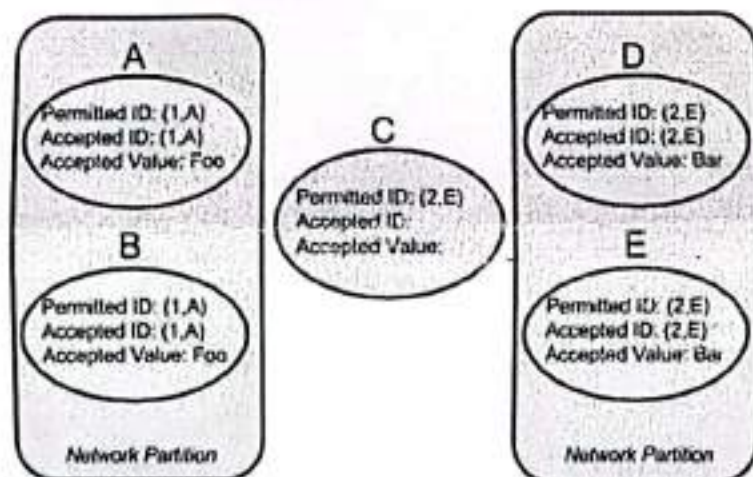 A
Permitted ID: (1,A)
Accepted ID: (1,A)
Accepted Value: Foo
B
Permitted ID: (1,A)
Accepted ID: (1,A)
Accepted Value: Foo
Network Partition
C
Permitted ID: (2,E)
Accepted ID:
Accepted Value:
D
Permitted ID: (2,E)
Accepted ID: (2,E)
Accepted Value: Bar
E
Permitted ID: (2,E)
Accepted ID: (2,E)
Accepted Value: Bar
Network Partition